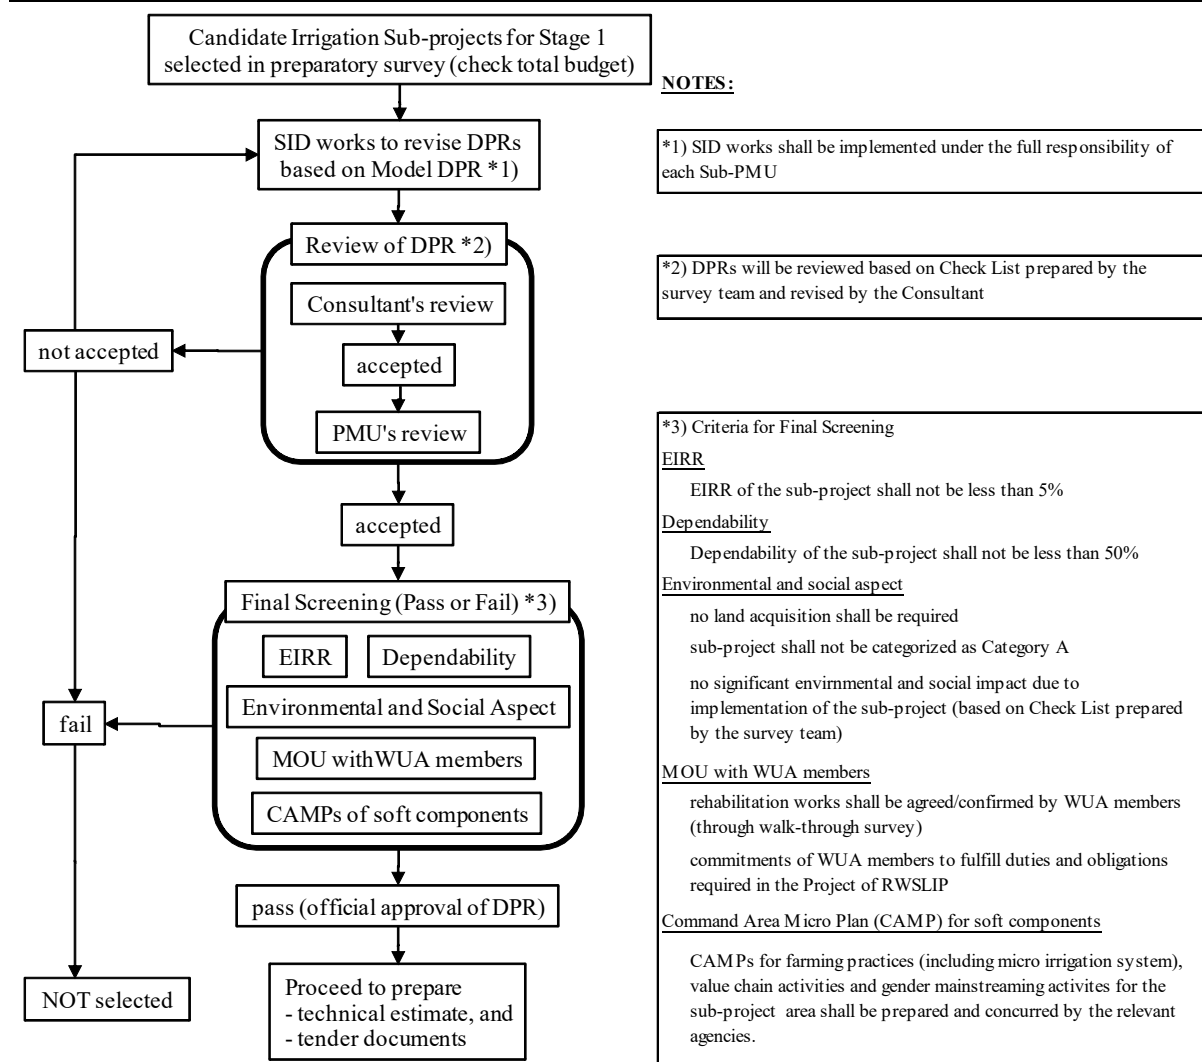 Candidate Irrigation Sub-projects for Stage 1
selected in preparatory survey (check total budget)
SID works to revise DPRs
based on Model DPR *1)
Review of DPR *2)
Consultant's review
not accepted
accepted
PMU's review
accepted
Final Screening (Pass or Fail) *3)
EIRR
Dependability
Environmental and Social Aspect
fail
MOU with WUA members
CAMPs of soft components
pass (official approval of DPR)
NOT selected
Proceed to prepare
- technical estimate, and
- tender documents
NOTES:
*1) SID works shall be implemented under the full responsibility of
each Sub-PMU
*2) DPRs will be reviewed based on Check List prepared by the
survey team and revised by the Consultant
*3) Criteria for Final Screening
EIRR
EIRR of the sub-project shall not be less than 5%
Dependability
Dependability of the sub-project shall not be less than 50%
Environmental and social aspect
no land acquisition shall be required
sub-project shall not be categorized as Category A
no significant envirnmental and social impact due to
implementation of the sub-project (based on Check List prepared
by the survey team)
MOU with WUA members
rehabilitation works shall be agreed/confirmed by WUA members
(through walk-through survey)
commitments of WUA members to fulfill duties and obligations
required in the Project of RWSLIP
Command Area Micro Plan (CAMP) for soft components
CAMPs for farming practices (including micro irrigation system),
value chain activities and gender mainstreaming activites for the
sub-project area shall be prepared and concurred by the relevant
agencies.